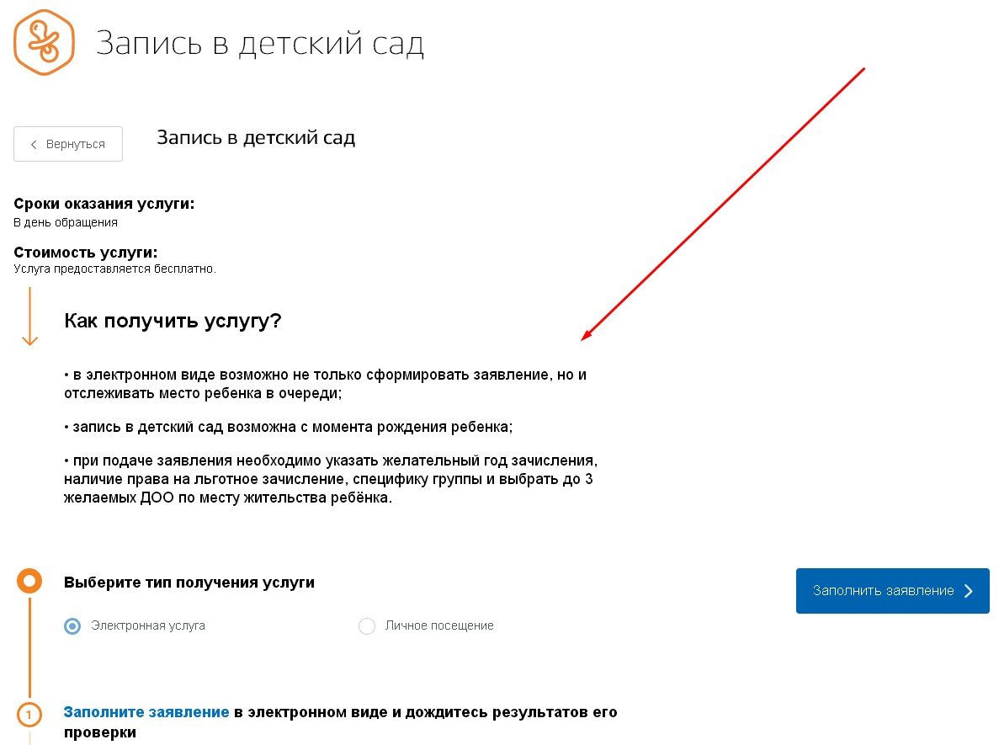 Запись в детский сад
Вернуться
Запись в детский сад
Сроки оказания услуги:
В день обращения
Стоимость услуги:
Услуга предоставляется бесплатно.
Как получить услугу?
• в электронном виде возможно не только сформировать заявление, но и
отслеживать место ребенка в очереди;
• запись в детский сад возможна с момента рождения ребенка;
• при подаче заявления необходимо указать желательный год зачисления,
наличие права на льготное зачисление, специфику группы и выбрать до 3
желаемых ДОО по месту жительства ребёнка.
Выберите тип получения услуги
Заполнить заявление
Электронная услуга
Личное посещение
1
Заполните заявление в электронном виде и дождитесь результатов его
проверки